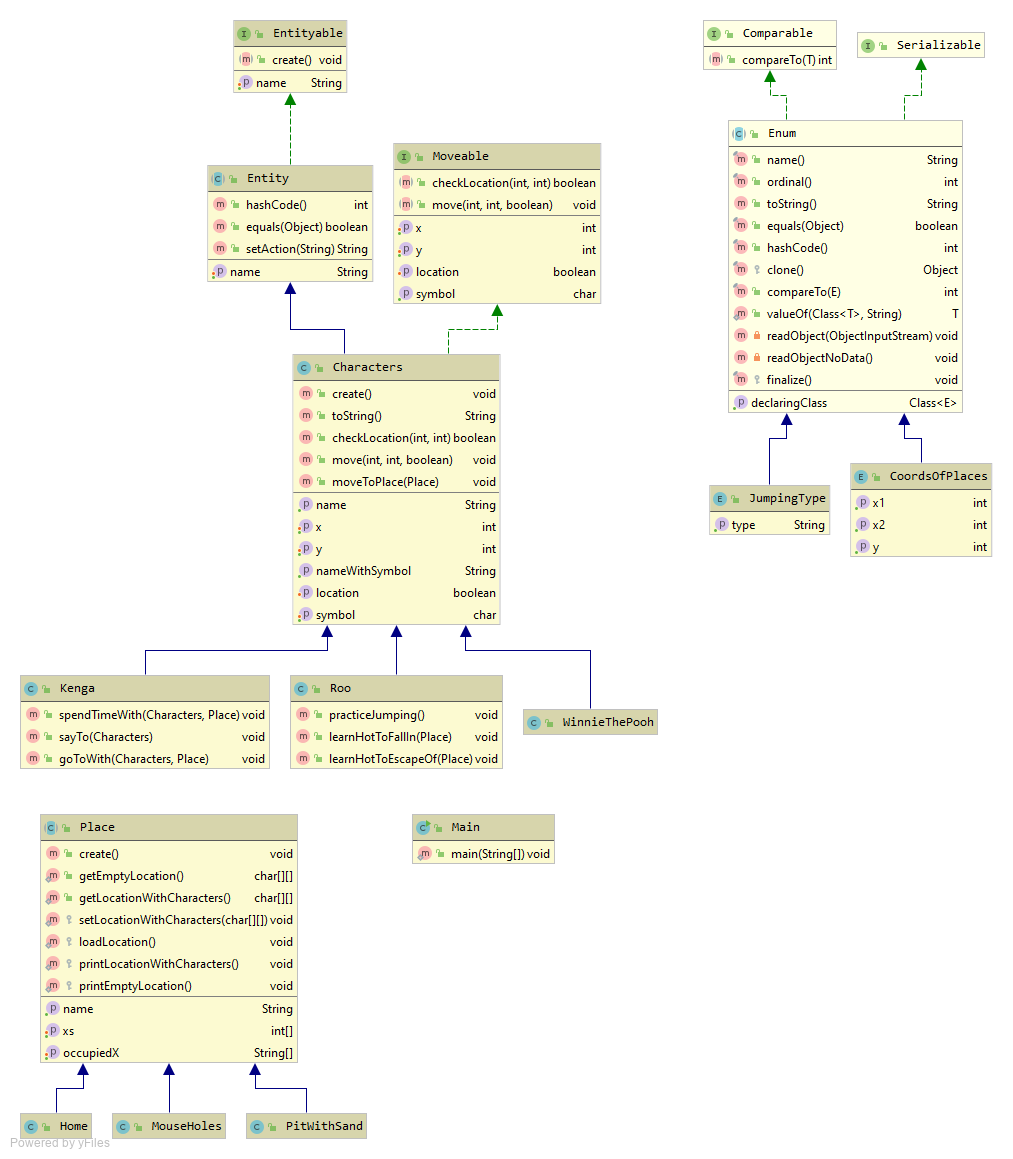 Entityable
create() void
name String
Entity
hashCode() int
equals(Object) boolean
setAction(String) String
name String
Moveable
checkLocation(int, int) boolean
move(int, int, boolean) void
x int
y int
location boolean
symbol char
Characters
create() void
toString() String
checkLocation(int, int) boolean
move(int, int, boolean) void
moveToPlace(Place) void
name String
x int
y int
nameWithSymbol String
location boolean
symbol char
Kenga
spendTimeWith(Characters, Place) void
sayTo(Characters) void
goToWith(Characters, Place) void
Roo
practiceJumping() void
learnHotToFallIn(Place) void
learnHotToEscapeOf(Place) void
WinnieThePooh
Comparable
compareTo(T) int
Serializable
Enum
name() String
ordinal() int
toString() String
equals(Object) boolean
hashCode() int
clone() Object
compareTo(E) int
valueOf(Class<T>, String) T
readObject(ObjectInputStream) void
readObjectNoData() void
finalize() void
declaringClass Class<E>
JumpingType
type String
CoordsOfPlaces
x1 int
x2 int
y int
Place
create() void
getEmptyLocation() char[][]
getLocationWithCharacters() char[][]
setLocationWithCharacters(char[][]) void
loadLocation() void
printLocationWithCharacters() void
printEmptyLocation() void
name String
xs int[]
occupiedX String[]
Main
main(String[]) void
Home
MouseHoles
PitWithSand
Powered by yFiles